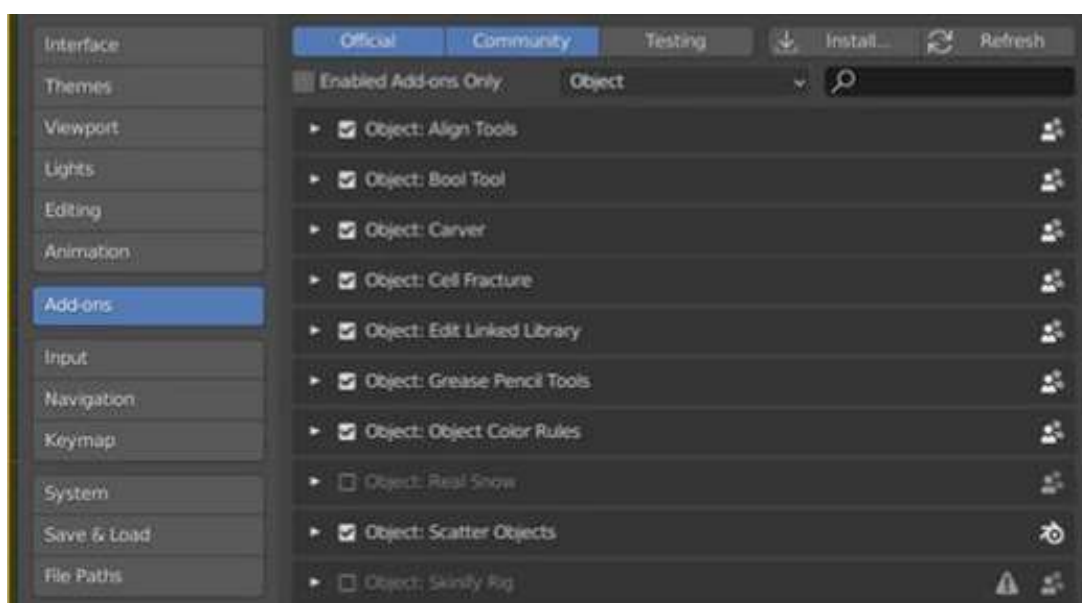 Interface
Themes
Viewport
Lights
Editing
Animation
Add-ons
Input
Navigation
Keymap
System
Save & Load
File Paths
Official Community Testing Install... Refresh
Enabled Add-ons Only Object
Object: Align Tools
Object: Bool Tool
Object: Carver
Object: Cell Fracture
Object: Edit Linked Library
Object: Grease Pencil Tools
Object: Object Color Rules
Object: Real Snow
Object: Scatter Objects
Object: Skinify Rig